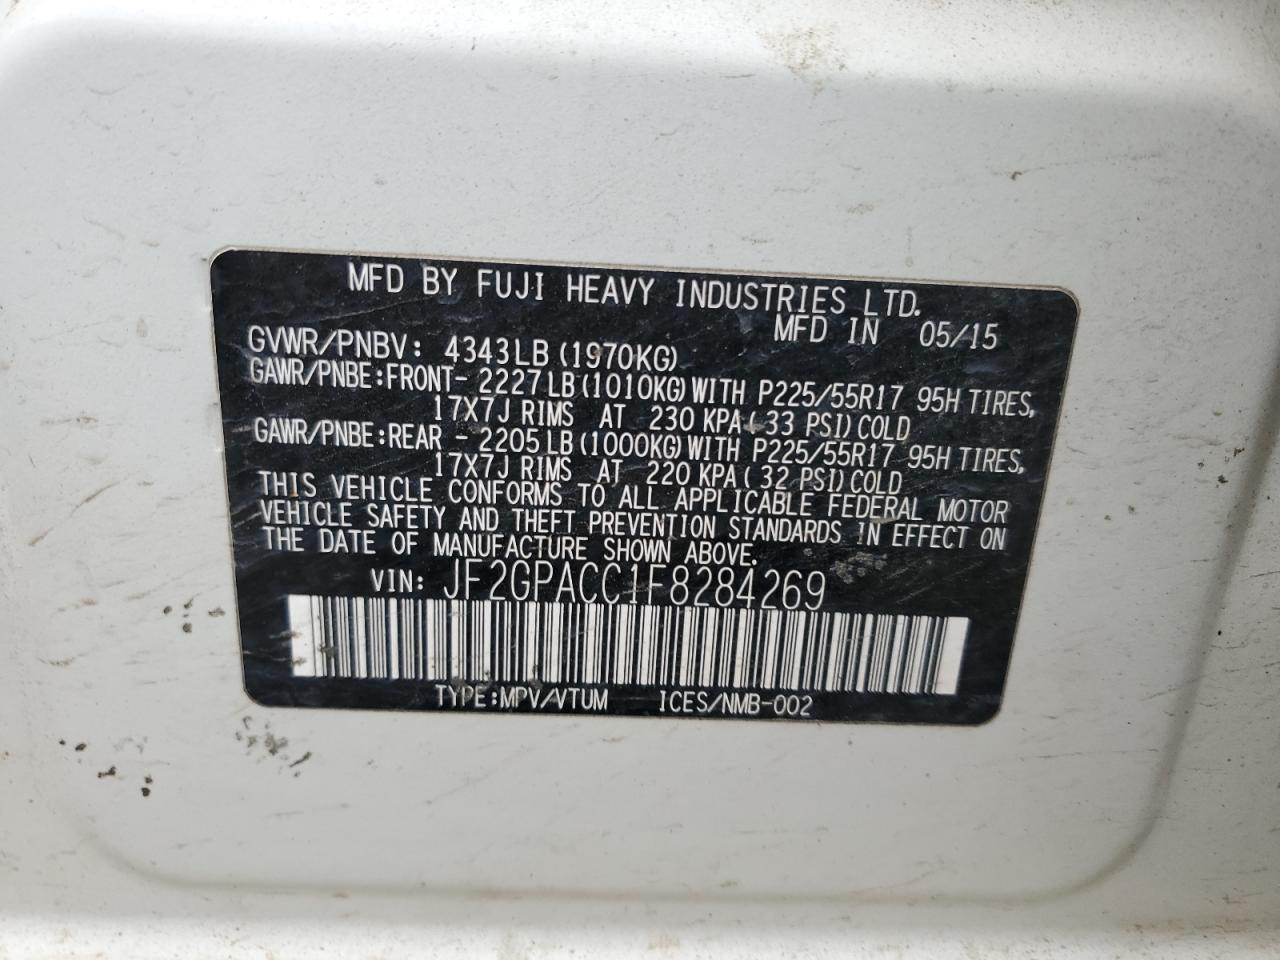 MFD BY FUJI HEAVY INDUSTRIES LTD.
MFD IN 05/15
GVWR/PNBV: 4343LB(1970KG)
GAWR/PNBE:FRONT- 2227LB(1010KG)WITH P225/55R17 95H TIRES,
17X7J RIMS AT 230 KPA(33 PSI)COLD
GAWR/PNBE:REAR - 2205LB(1000KG)WITH P225/55R17 95H TIRES,
17X7J RIMS AT 220 KPA(32 PSI)COLD
THIS VEHICLE CONFORMS TO ALL APPLICABLE FEDERAL MOTOR
VEHICLE SAFETY AND THEFT PREVENTION STANDARDS IN EFFECT ON
THE DATE OF MANUFACTURE SHOWN ABOVE.
VIN: JF2GPACC1F8284269
TYPE:MPV/VTUM ICES/NMB-002